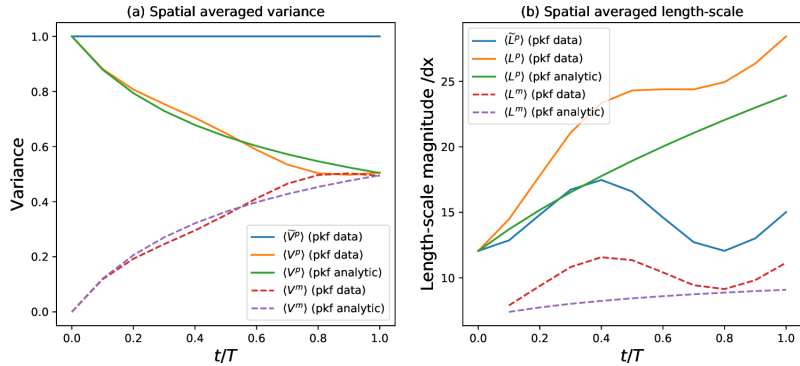 (a) Spatial averaged variance
1.0
0.8
0.6
0.4
0.2
0.0
Variance
⟨Ṽᵖ⟩ (pkf data)
⟨Vᵖ⟩ (pkf data)
⟨Vᵖ⟩ (pkf analytic)
⟨Vᵐ⟩ (pkf data)
⟨Vᵐ⟩ (pkf analytic)
0.0 0.2 0.4 0.6 0.8 1.0
t/T
(b) Spatial averaged length-scale
25
20
15
10
Length-scale magnitude /dx
⟨L̃ᵖ⟩ (pkf data)
⟨Lᵖ⟩ (pkf data)
⟨Lᵖ⟩ (pkf analytic)
⟨Lᵐ⟩ (pkf data)
⟨Lᵐ⟩ (pkf analytic)
0.0 0.2 0.4 0.6 0.8 1.0
t/T